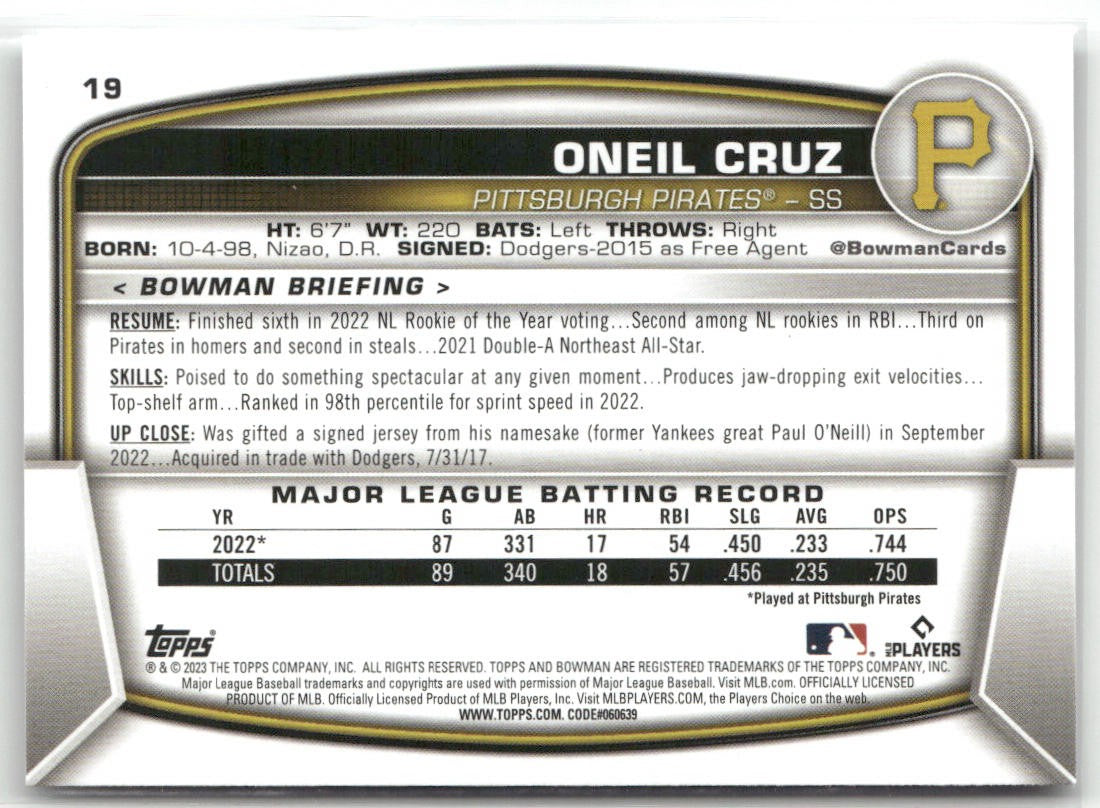 19
P
ONEIL CRUZ
PITTSBURGH PIRATES® – SS
HT: 6'7" WT: 220 BATS: Left THROWS: Right
BORN: 10-4-98, Nizao, D.R. SIGNED: Dodgers-2015 as Free Agent @BowmanCards
< BOWMAN BRIEFING >
RESUME: Finished sixth in 2022 NL Rookie of the Year voting...Second among NL rookies in RBI...Third on
Pirates in homers and second in steals...2021 Double-A Northeast All-Star.
SKILLS: Poised to do something spectacular at any given moment...Produces jaw-dropping exit velocities...
Top-shelf arm...Ranked in 98th percentile for sprint speed in 2022.
UP CLOSE: Was gifted a signed jersey from his namesake (former Yankees great Paul O'Neill) in September
2022...Acquired in trade with Dodgers, 7/31/17.
MAJOR LEAGUE BATTING RECORD
YR G AB HR RBI SLG AVG OPS
2022* 87 331 17 54 .450 .233 .744
TOTALS 89 340 18 57 .456 .235 .750
*Played at Pittsburgh Pirates
Topps®
MLB PLAYERS
® & © 2023 THE TOPPS COMPANY, INC. ALL RIGHTS RESERVED. TOPPS AND BOWMAN ARE REGISTERED TRADEMARKS OF THE TOPPS COMPANY, INC.
Major League Baseball trademarks and copyrights are used with permission of Major League Baseball. Visit MLB.com. OFFICIALLY LICENSED
PRODUCT OF MLB. Officially Licensed Product of MLB Players, Inc. Visit MLBPLAYERS.COM, the Players Choice on the web.
WWW.TOPPS.COM. CODE#060639